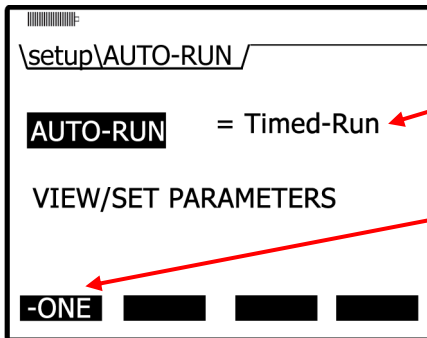 \setup\AUTO-RUN /
AUTO-RUN = Timed-Run
VIEW/SET PARAMETERS
-ONE